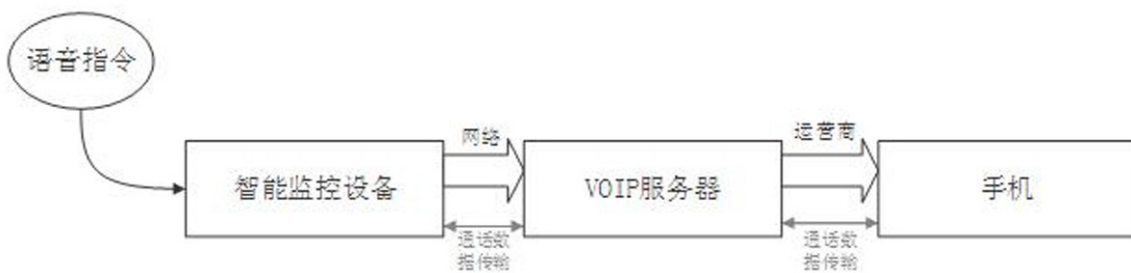 语音指令
网络
运营商
智能监控设备
VOIP服务器
手机
通话数
据传输
通话数
据传输